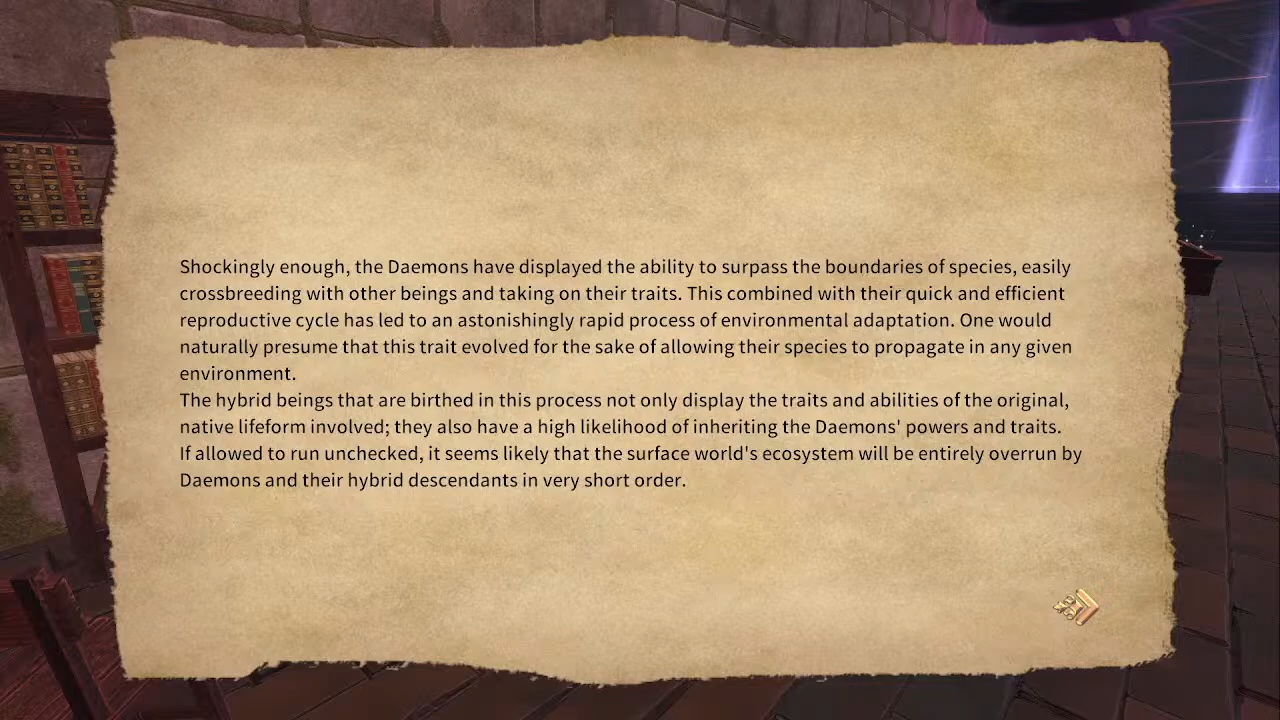 Shockingly enough, the Daemons have displayed the ability to surpass the boundaries of species, easily
crossbreeding with other beings and taking on their traits. This combined with their quick and efficient
reproductive cycle has led to an astonishingly rapid process of environmental adaptation. One would
naturally presume that this trait evolved for the sake of allowing their species to propagate in any given
environment.
The hybrid beings that are birthed in this process not only display the traits and abilities of the original,
native lifeform involved; they also have a high likelihood of inheriting the Daemons' powers and traits.
If allowed to run unchecked, it seems likely that the surface world's ecosystem will be entirely overrun by
Daemons and their hybrid descendants in very short order.